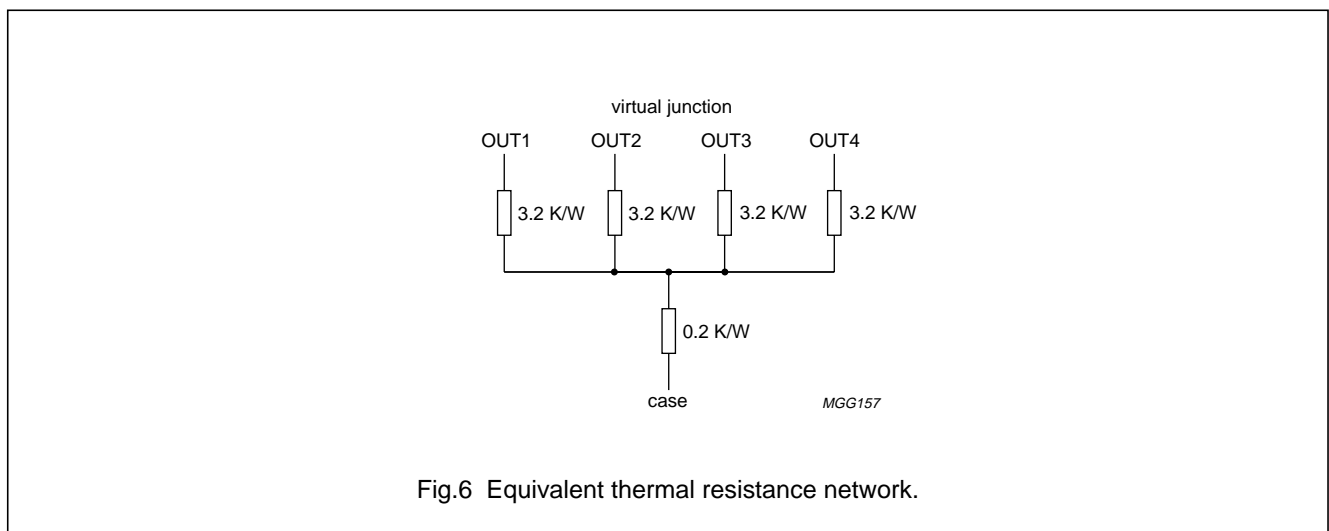 virtual junction
OUT1 OUT2 OUT3 OUT4
3.2 K/W 3.2 K/W 3.2 K/W 3.2 K/W
0.2 K/W
case MGG157
Fig.6 Equivalent thermal resistance network.